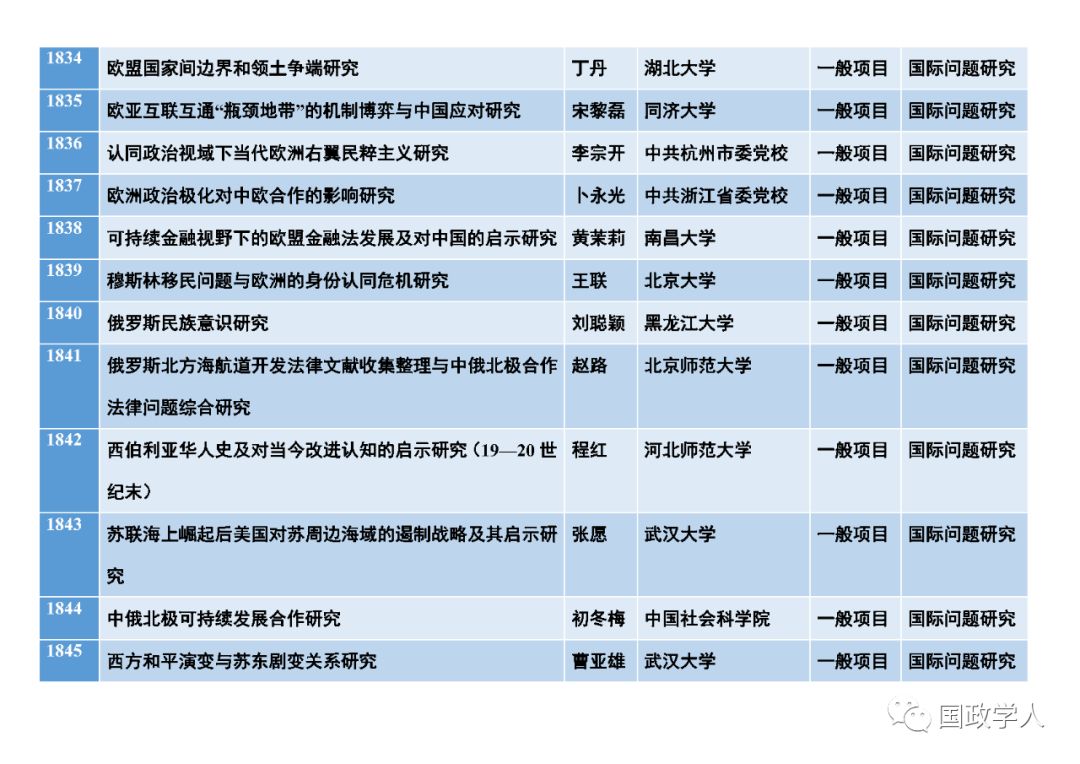 1834 欧盟国家间边界和领土争端研究 丁丹 湖北大学 一般项目 国际问题研究
1835 欧亚互联互通“瓶颈地带”的机制博弈与中国应对研究 宋黎磊 同济大学 一般项目 国际问题研究
1836 认同政治视域下当代欧洲右翼民粹主义研究 李宗开 中共杭州市委党校 一般项目 国际问题研究
1837 欧洲政治极化对中欧合作的影响研究 卜永光 中共浙江省委党校 一般项目 国际问题研究
1838 可持续金融视野下的欧盟金融法发展及对中国的启示研究 黄茉莉 南昌大学 一般项目 国际问题研究
1839 穆斯林移民问题与欧洲的身份认同危机研究 王联 北京大学 一般项目 国际问题研究
1840 俄罗斯民族意识研究 刘聪颖 黑龙江大学 一般项目 国际问题研究
1841 俄罗斯北方海航道开发法律文献收集整理与中俄北极合作 赵路 北京师范大学 一般项目 国际问题研究
法律问题综合研究
1842 西伯利亚华人史及对当今改进认知的启示研究（19—20世 程红 河北师范大学 一般项目 国际问题研究
纪末）
1843 苏联海上崛起后美国对苏周边海域的遏制战略及其启示研 张愿 武汉大学 一般项目 国际问题研究
究
1844 中俄北极可持续发展合作研究 初冬梅 中国社会科学院 一般项目 国际问题研究
1845 西方和平演变与苏东剧变关系研究 曹亚雄 武汉大学 一般项目 国际问题研究
国政学人